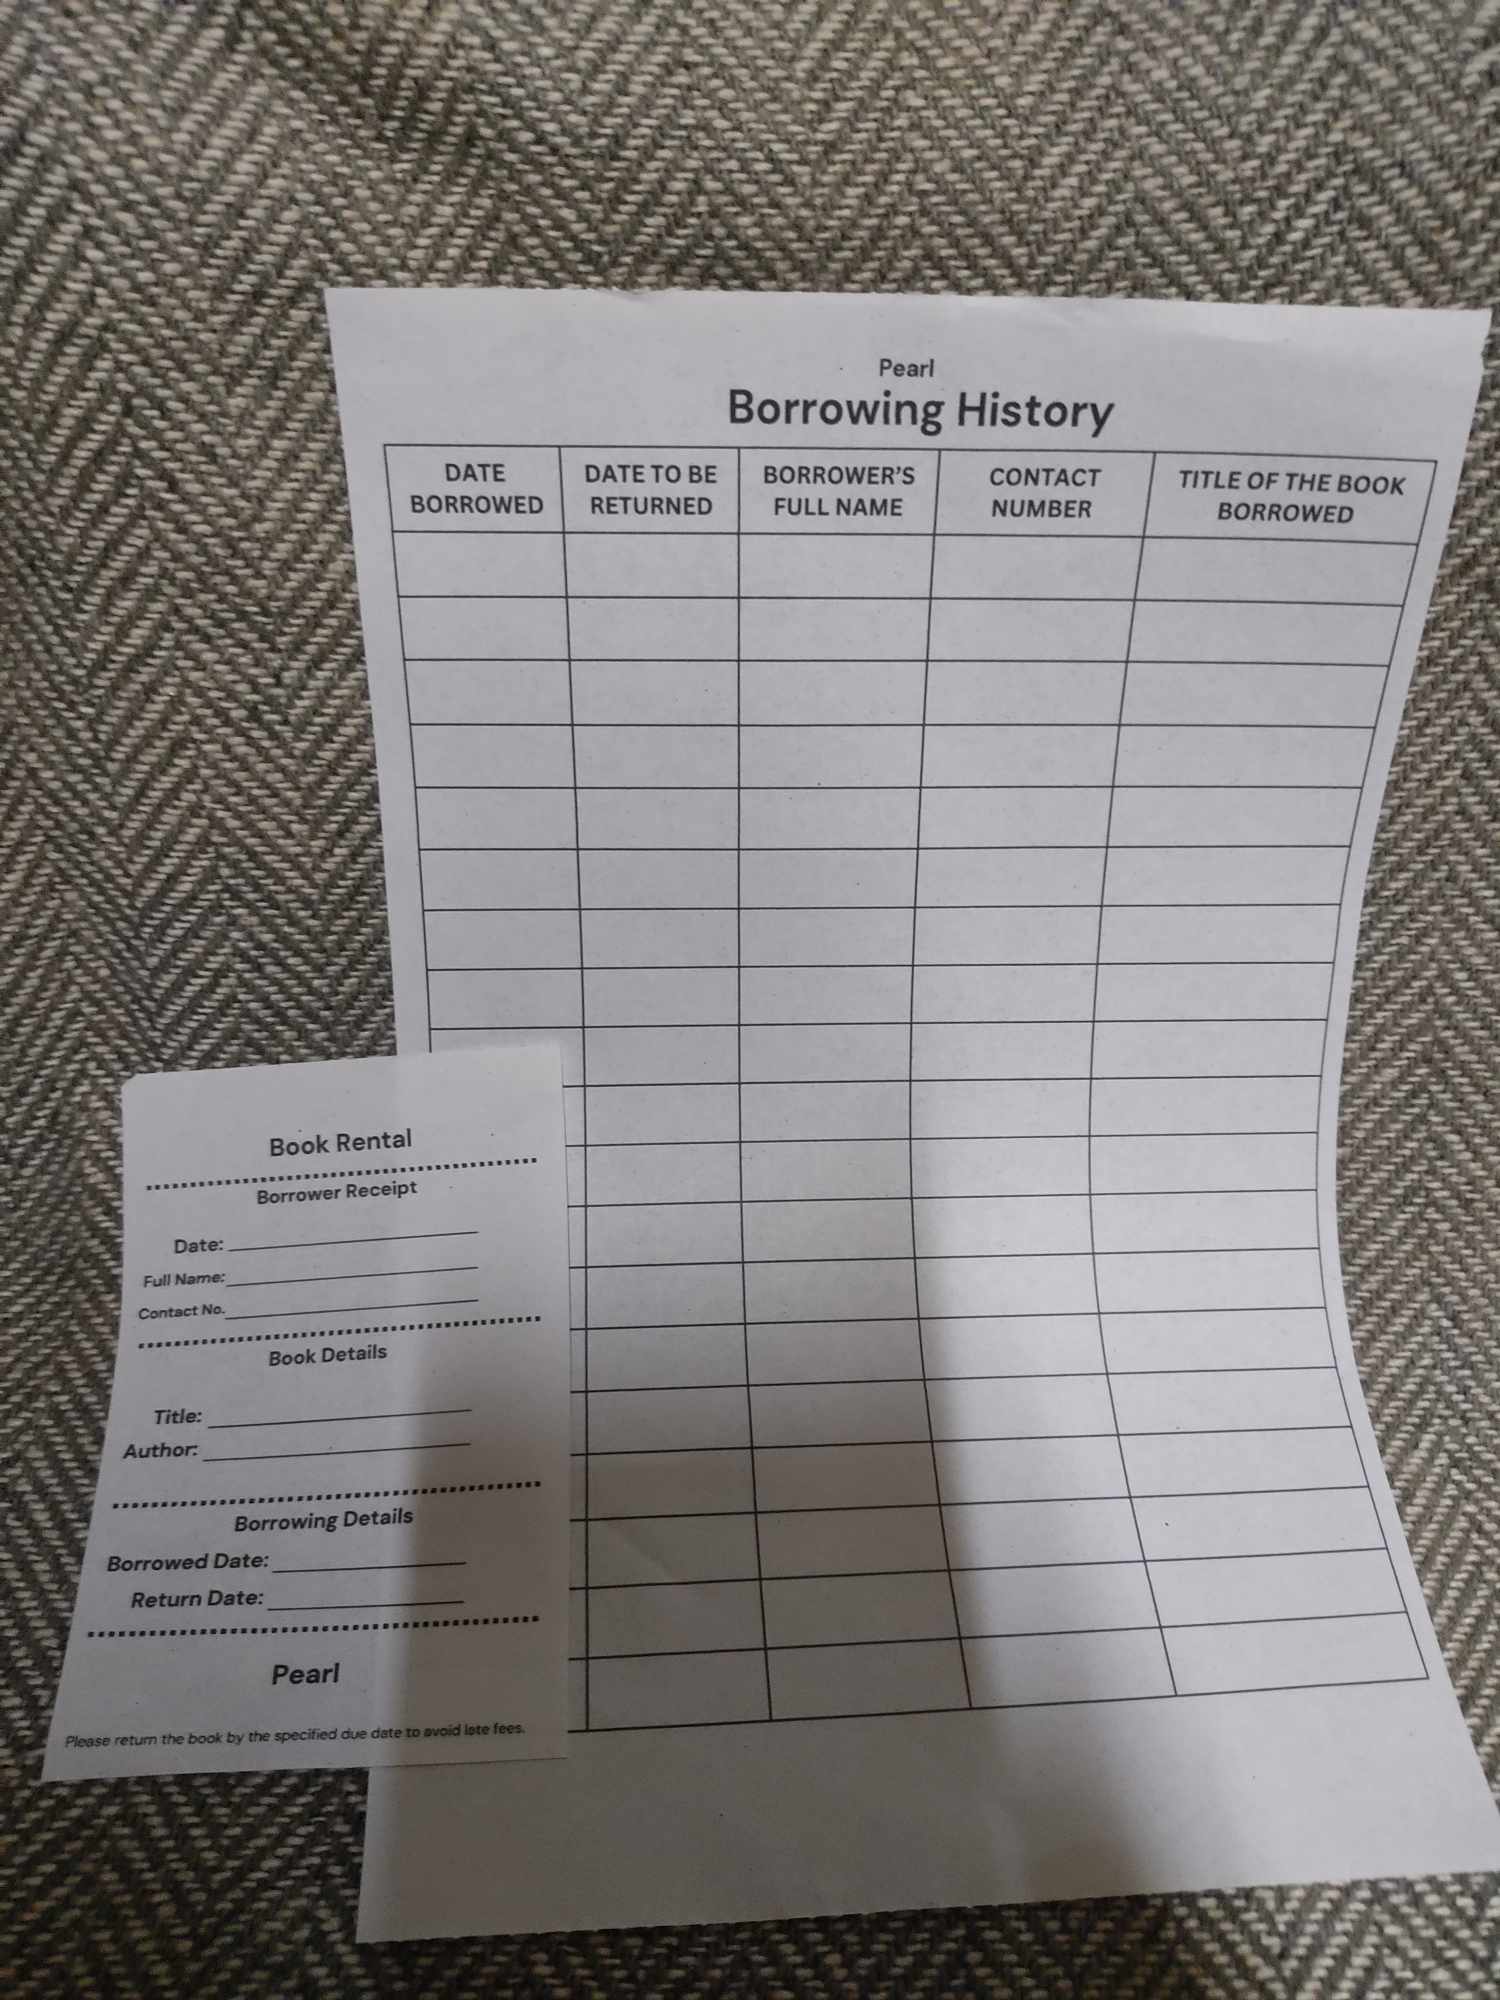 Pearl
Borrowing History
DATE BORROWED
DATE TO BE RETURNED
BORROWER'S FULL NAME
CONTACT NUMBER
TITLE OF THE BOOK BORROWED
Book Rental
Borrower Receipt
Date:
Full Name:
Contact No.
Book Details
Title:
Author:
Borrowing Details
Borrowed Date:
Return Date:
Pearl
Please return the book by the specified due date to avoid late fees.